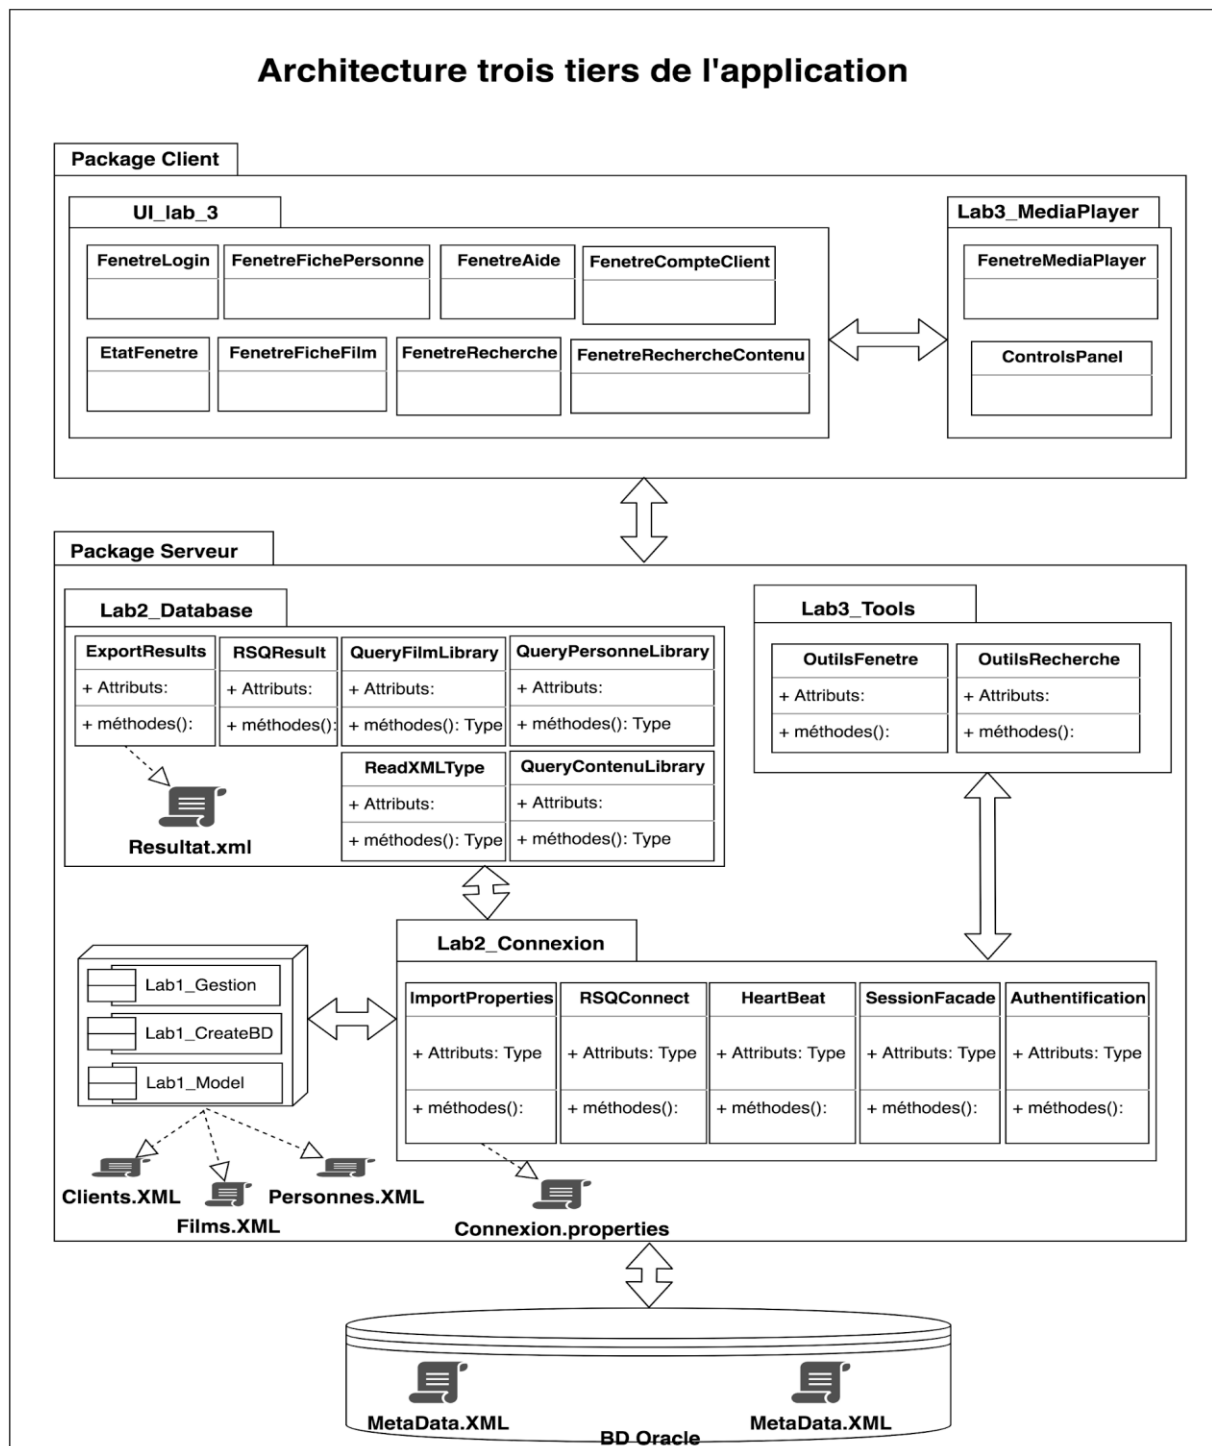 Architecture trois tiers de l'application
Package Client
UI_lab_3
Lab3_MediaPlayer
FenetreLogin
FenetreFichePersonne
FenetreAide
FenetreCompteClient
FenetreMediaPlayer
EtatFenetre
FenetreFicheFilm
FenetreRecherche
FenetreRechercheContenu
ControlsPanel
Package Serveur
Lab2_Database
Lab3_Tools
ExportResults
+ Attributs:
+ méthodes():
RSQResult
+ Attributs:
+ méthodes():
QueryFilmLibrary
+ Attributs:
+ méthodes(): Type
QueryPersonneLibrary
+ Attributs:
+ méthodes(): Type
OutilsFenetre
+ Attributs:
+ méthodes():
OutilsRecherche
+ Attributs:
+ méthodes():
ReadXMLType
+ Attributs:
+ méthodes(): Type
QueryContenuLibrary
+ Attributs:
+ méthodes(): Type
Resultat.xml
Lab2_Connexion
Lab1_Gestion
Lab1_CreateBD
Lab1_Model
ImportProperties
+ Attributs: Type
+ méthodes():
RSQConnect
+ Attributs: Type
+ méthodes():
HeartBeat
+ Attributs: Type
+ méthodes():
SessionFacade
+ Attributs: Type
+ méthodes():
Authentification
+ Attributs: Type
+ méthodes():
Clients.XML
Films.XML
Personnes.XML
Connexion.properties
MetaData.XML
MetaData.XML
BD Oracle